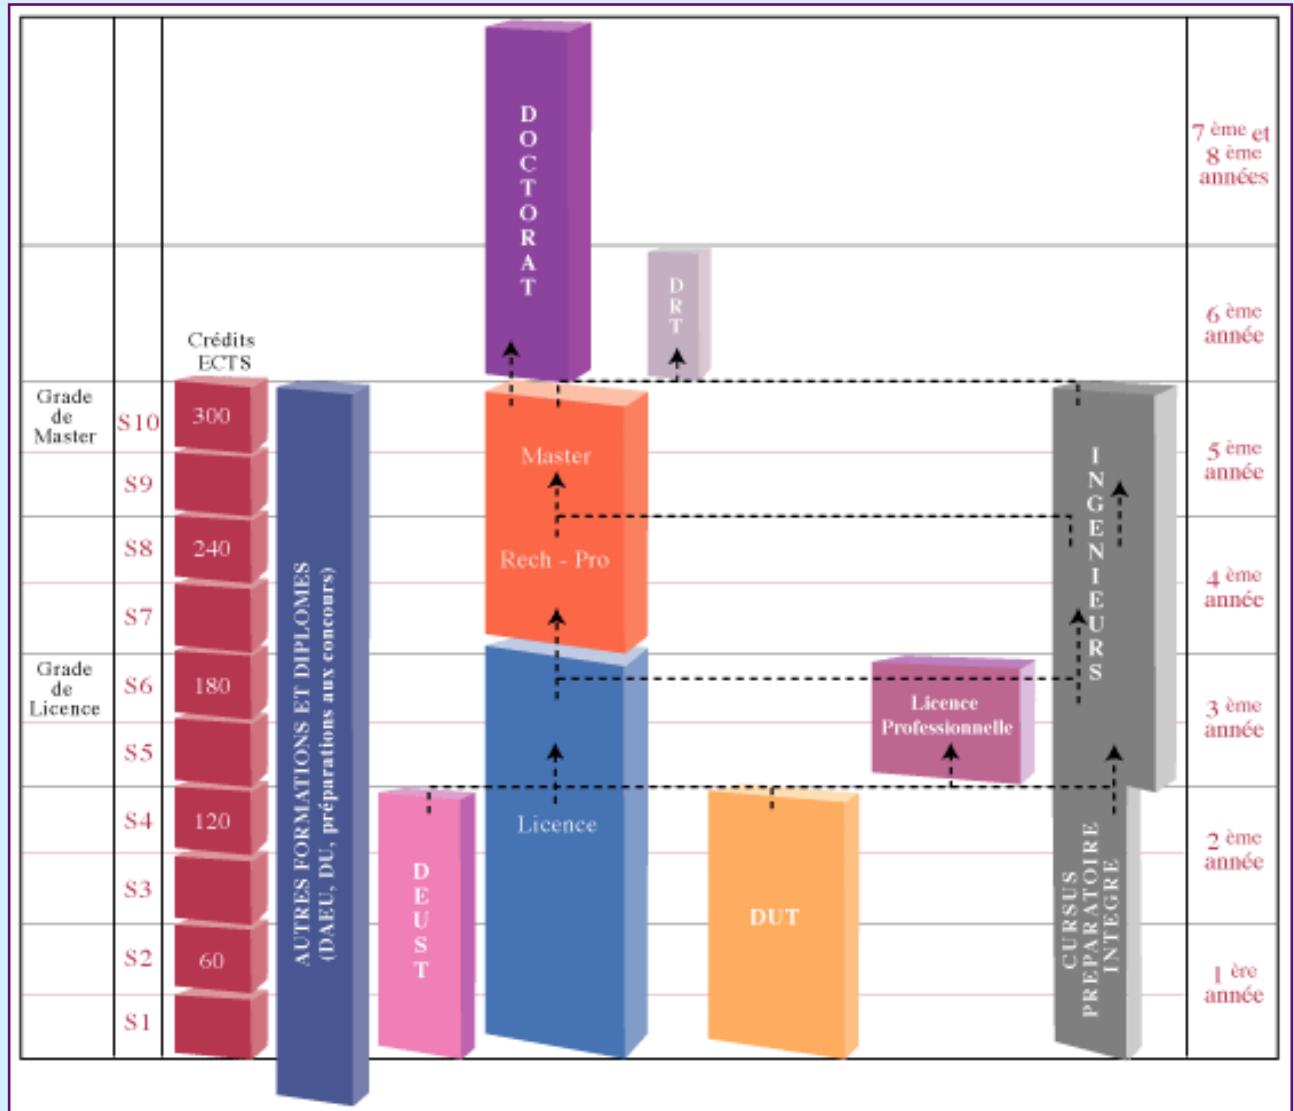 DOCTORAT
7 ème et
8 ème
années
DRT
6 ème
année
Crédits
ECTS
Grade
de
Master
S10
300
5 ème
année
S9
Master
S8
240
Rech - Pro
4 ème
année
S7
INGENIEURS
Grade
de
Licence
S6
180
Licence
Professionnelle
3 ème
année
S5
AUTRES FORMATIONS ET DIPLOMES
(DAEU, DU, préparations aux concours)
S4
120
Licence
2 ème
année
S3
DEUST
DUT
CURSUS
PREPARATOIRE
INTEGRE
S2
60
1 ère
année
S1